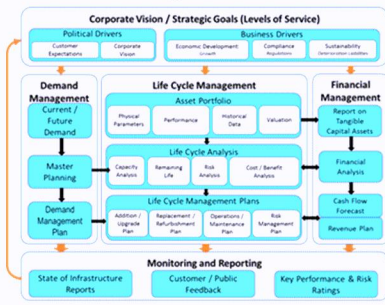 Corporate Vision / Strategic Goals (Levels of Service)
Political Drivers
Business Drivers
Customer
Expectations
Corporate
Vision
Economic Development
Growth
Compliance
Regulations
Sustainability
Deterioration Liabilities
Demand
Management
Life Cycle Management
Financial
Management
Asset Portfolio
Current /
Future
Demand
Physical
Parameters
Performance
Historical
Data
Valuation
Report on
Tangible
Capital Assets
Life Cycle Analysis
Master
Planning
Capacity
Analysis
Remaining
Life
Risk
Analysis
Cost / Benefit
Analysis
Financial
Analysis
Life Cycle Management Plans
Demand
Management
Plan
Addition /
Upgrade
Plan
Replacement /
Refurbishment
Plan
Operations /
Maintenance
Plan
Risk
Management
Plan
Cash Flow
Forecast
Revenue Plan
Monitoring and Reporting
State of Infrastructure
Reports
Customer / Public
Feedback
Key Performance & Risk
Ratings